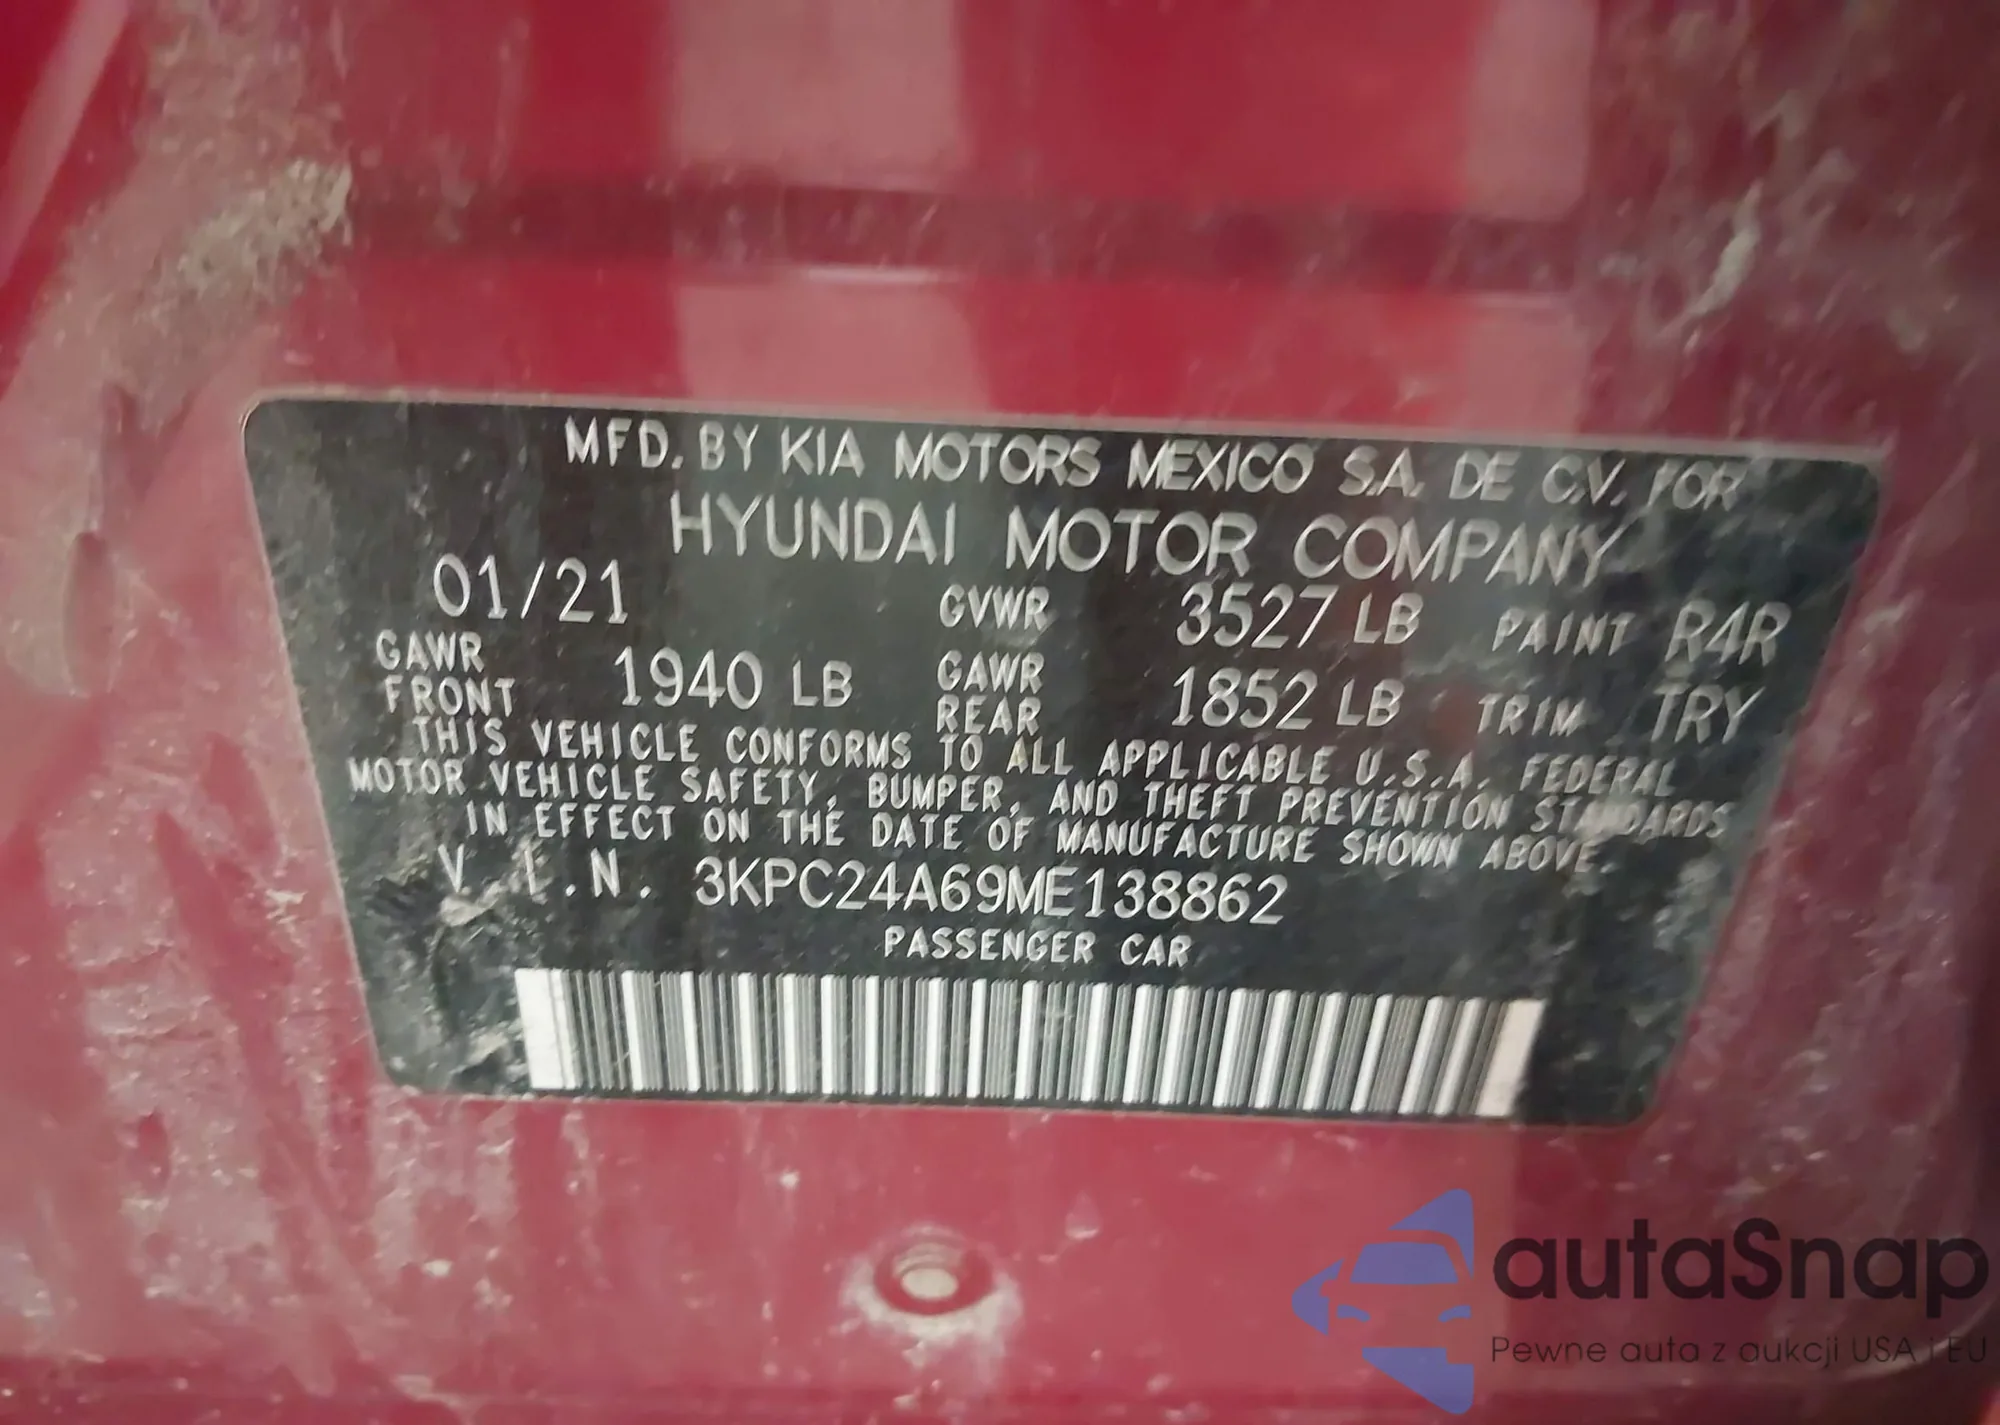 MFD. BY KIA MOTORS MEXICO S.A. DE C.V. FOR
HYUNDAI MOTOR COMPANY
01/21 GVWR 3527 LB PAINT R4R
GAWR FRONT 1940 LB GAWR REAR 1852 LB TRIM TRY
THIS VEHICLE CONFORMS TO ALL APPLICABLE U.S.A. FEDERAL
MOTOR VEHICLE SAFETY, BUMPER, AND THEFT PREVENTION STANDARDS
IN EFFECT ON THE DATE OF MANUFACTURE SHOWN ABOVE.
V.I.N. 3KPC24A69ME138862
PASSENGER CAR
autaSnap
Pewne auta z aukcji USA i EU